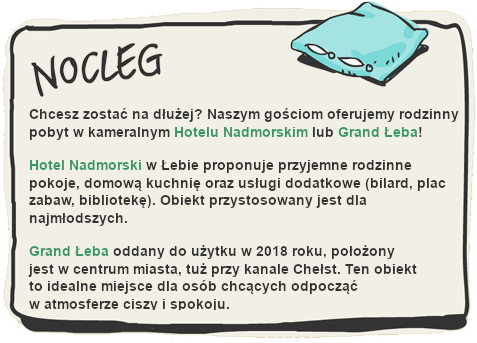 NOCLEG
Chcesz zostać na dłużej? Naszym gościom oferujemy rodzinny
pobyt w kameralnym Hotelu Nadmorskim lub Grand Łeba!
Hotel Nadmorski w Łebie proponuje przyjemne rodzinne
pokoje, domową kuchnię oraz usługi dodatkowe (bilard, plac
zabaw, bibliotekę). Obiekt przystosowany jest dla
najmłodszych.
Grand Łeba oddany do użytku w 2018 roku, położony
jest w centrum miasta, tuż przy kanale Chełst. Ten obiekt
to idealne miejsce dla osób chcących odpocząć
w atmosferze ciszy i spokoju.